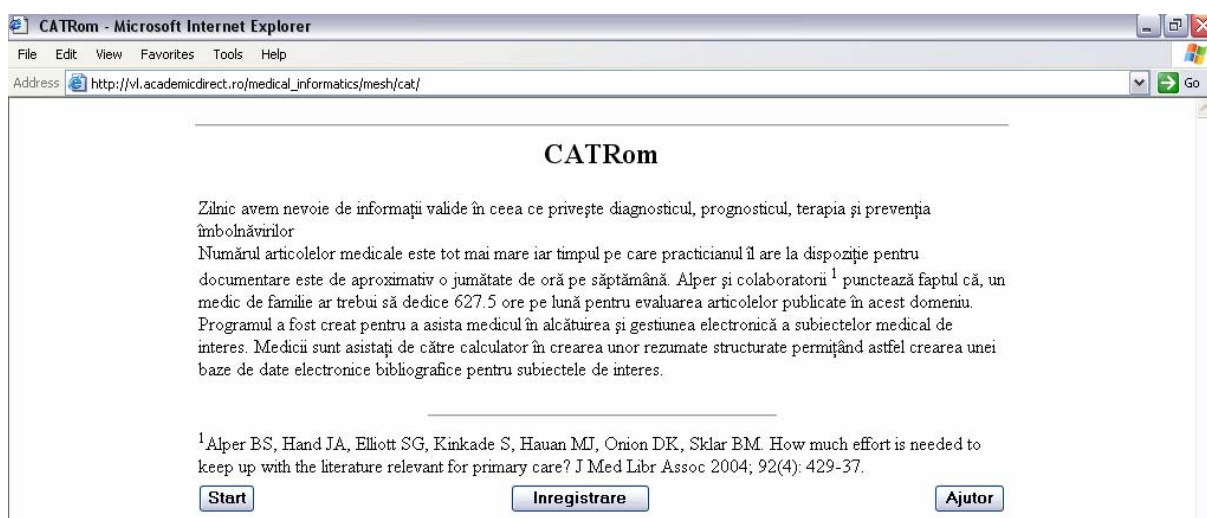 CATRom - Microsoft Internet Explorer
File Edit View Favorites Tools Help
Address http://vl.academicdirect.ro/medical_informatics/mesh/cat/ Go
CATRom
Zilnic avem nevoie de informaţii valide în ceea ce priveşte diagnosticul, prognosticul, terapia şi prevenţia
îmbolnăvirilor
Numărul articolelor medicale este tot mai mare iar timpul pe care practicianul îl are la dispoziţie pentru
documentare este de aproximativ o jumătate de oră pe săptămână. Alper şi colaboratorii 1 punctează faptul că, un
medic de familie ar trebui să dedice 627.5 ore pe lună pentru evaluarea articolelor publicate în acest domeniu.
Programul a fost creat pentru a asista medicul în alcătuirea şi gestiunea electronică a subiectelor medical de
interes. Medicii sunt asistaţi de către calculator în crearea unor rezumate structurate permiţând astfel crearea unei
baze de date electronice bibliografice pentru subiectele de interes.
1Alper BS, Hand JA, Elliott SG, Kinkade S, Hauan MJ, Onion DK, Sklar BM. How much effort is needed to
keep up with the literature relevant for primary care? J Med Libr Assoc 2004; 92(4): 429-37.
Start Inregistrare Ajutor